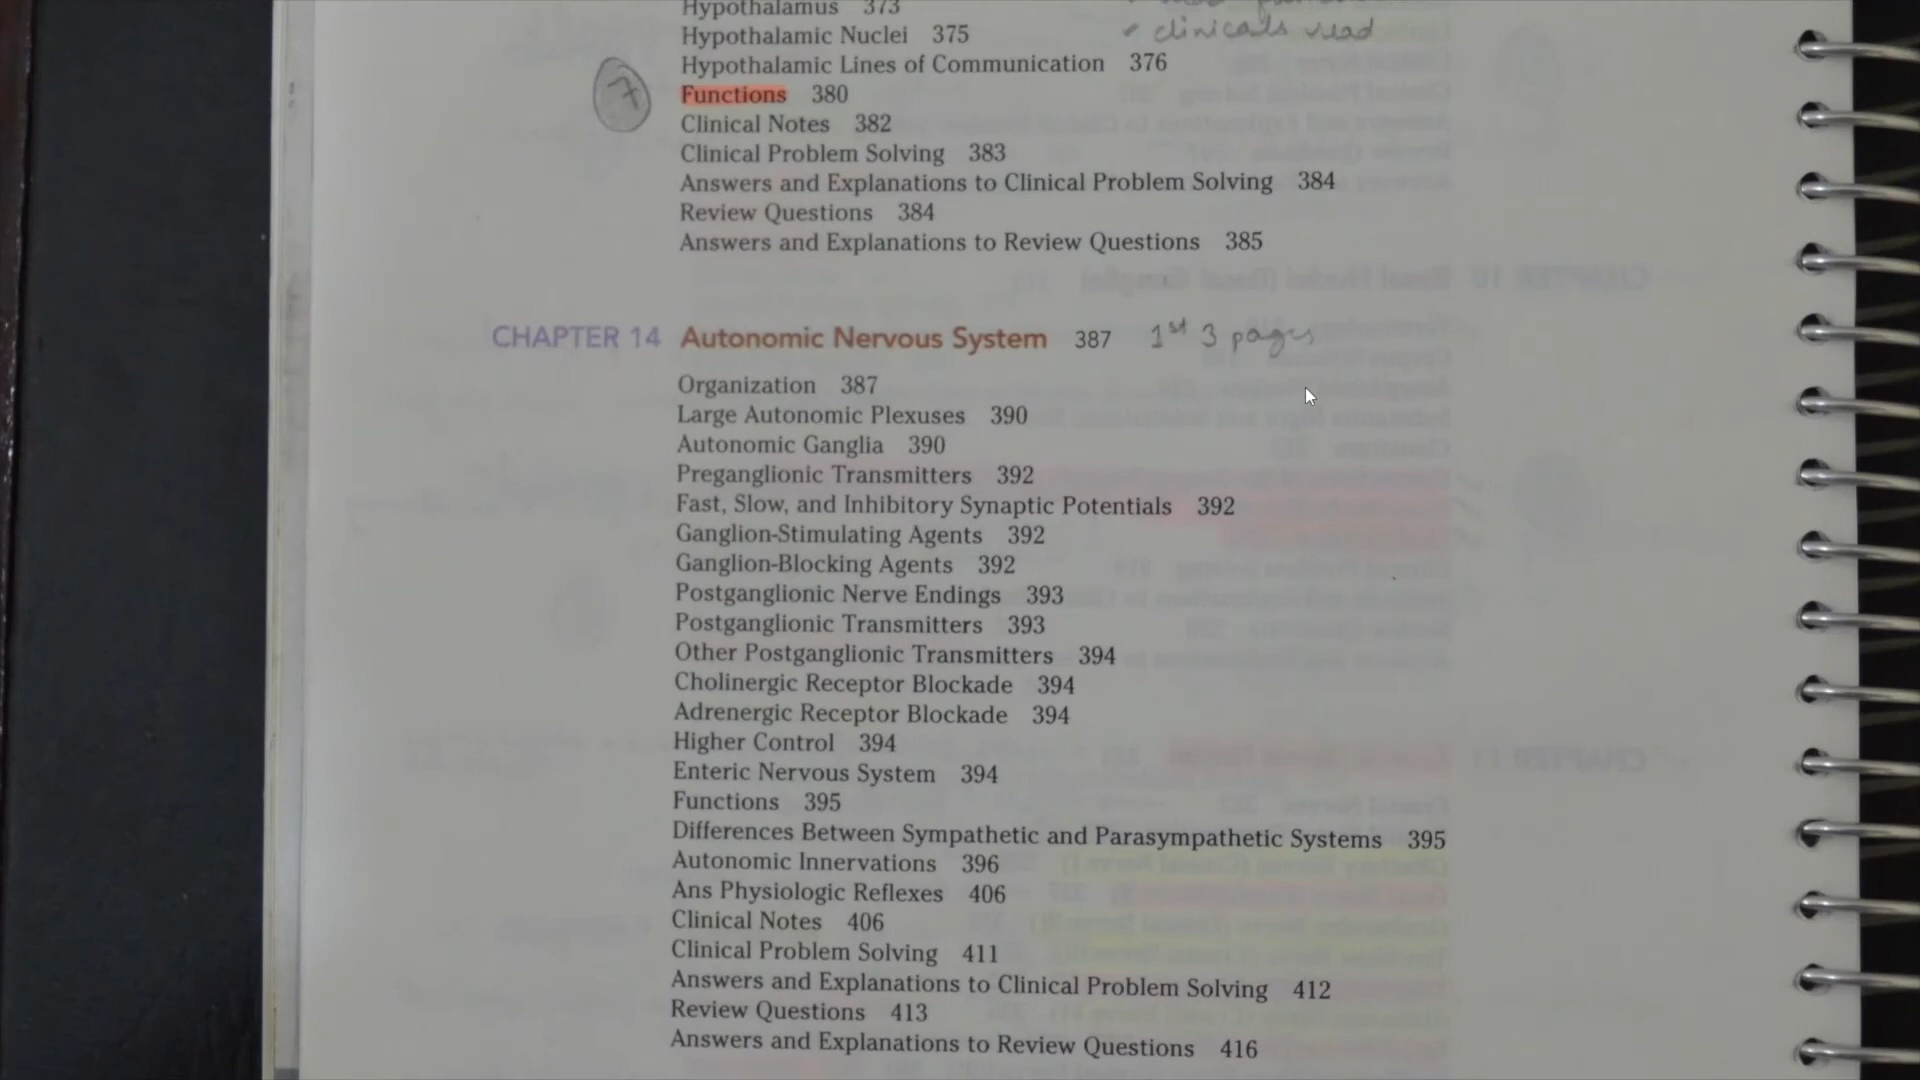 Hypothalamus 373
clinicals read
Hypothalamic Nuclei 375
Hypothalamic Lines of Communication 376
7
Functions 380
Clinical Notes 382
Clinical Problem Solving 383
Answers and Explanations to Clinical Problem Solving 384
Review Questions 384
Answers and Explanations to Review Questions 385
CHAPTER 14 Autonomic Nervous System 387 1st 3 pages
Organization 387
Large Autonomic Plexuses 390
Autonomic Ganglia 390
Preganglionic Transmitters 392
Fast, Slow, and Inhibitory Synaptic Potentials 392
Ganglion-Stimulating Agents 392
Ganglion-Blocking Agents 392
Postganglionic Nerve Endings 393
Postganglionic Transmitters 393
Other Postganglionic Transmitters 394
Cholinergic Receptor Blockade 394
Adrenergic Receptor Blockade 394
Higher Control 394
Enteric Nervous System 394
Functions 395
Differences Between Sympathetic and Parasympathetic Systems 395
Autonomic Innervations 396
Ans Physiologic Reflexes 406
Clinical Notes 406
Clinical Problem Solving 411
Answers and Explanations to Clinical Problem Solving 412
Review Questions 413
Answers and Explanations to Review Questions 416